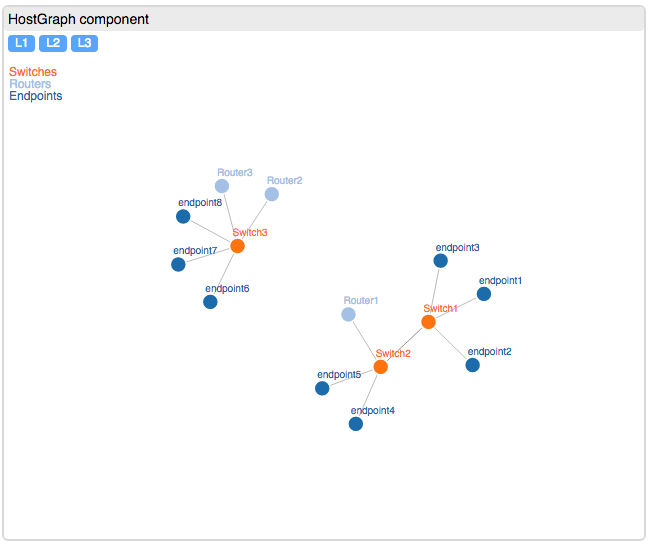 HostGraph component
L1 L2 L3
Switches
Routers
Endpoints
Router3
Router2
endpoint8
Switch3
endpoint7
endpoint6
endpoint3
endpoint1
Router1
Switch1
Switch2
endpoint2
endpoint5
endpoint4